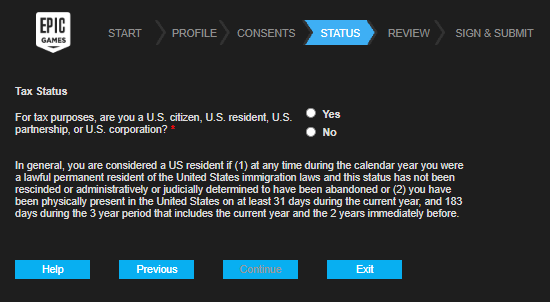 EPIC
GAMES
START
PROFILE
CONSENTS
STATUS
REVIEW
SIGN & SUBMIT
Tax Status
For tax purposes, are you a U.S. citizen, U.S. resident, U.S.
partnership, or U.S. corporation? *
Yes
No
In general, you are considered a US resident if (1) at any time during the calendar year you were
a lawful permanent resident of the United States immigration laws and this status has not been
rescinded or administratively or judicially determined to have been abandoned or (2) you have
been physically present in the United States on at least 31 days during the current year, and 183
days during the 3 year period that includes the current year and the 2 years immediately before.
Help
Previous
Continue
Exit